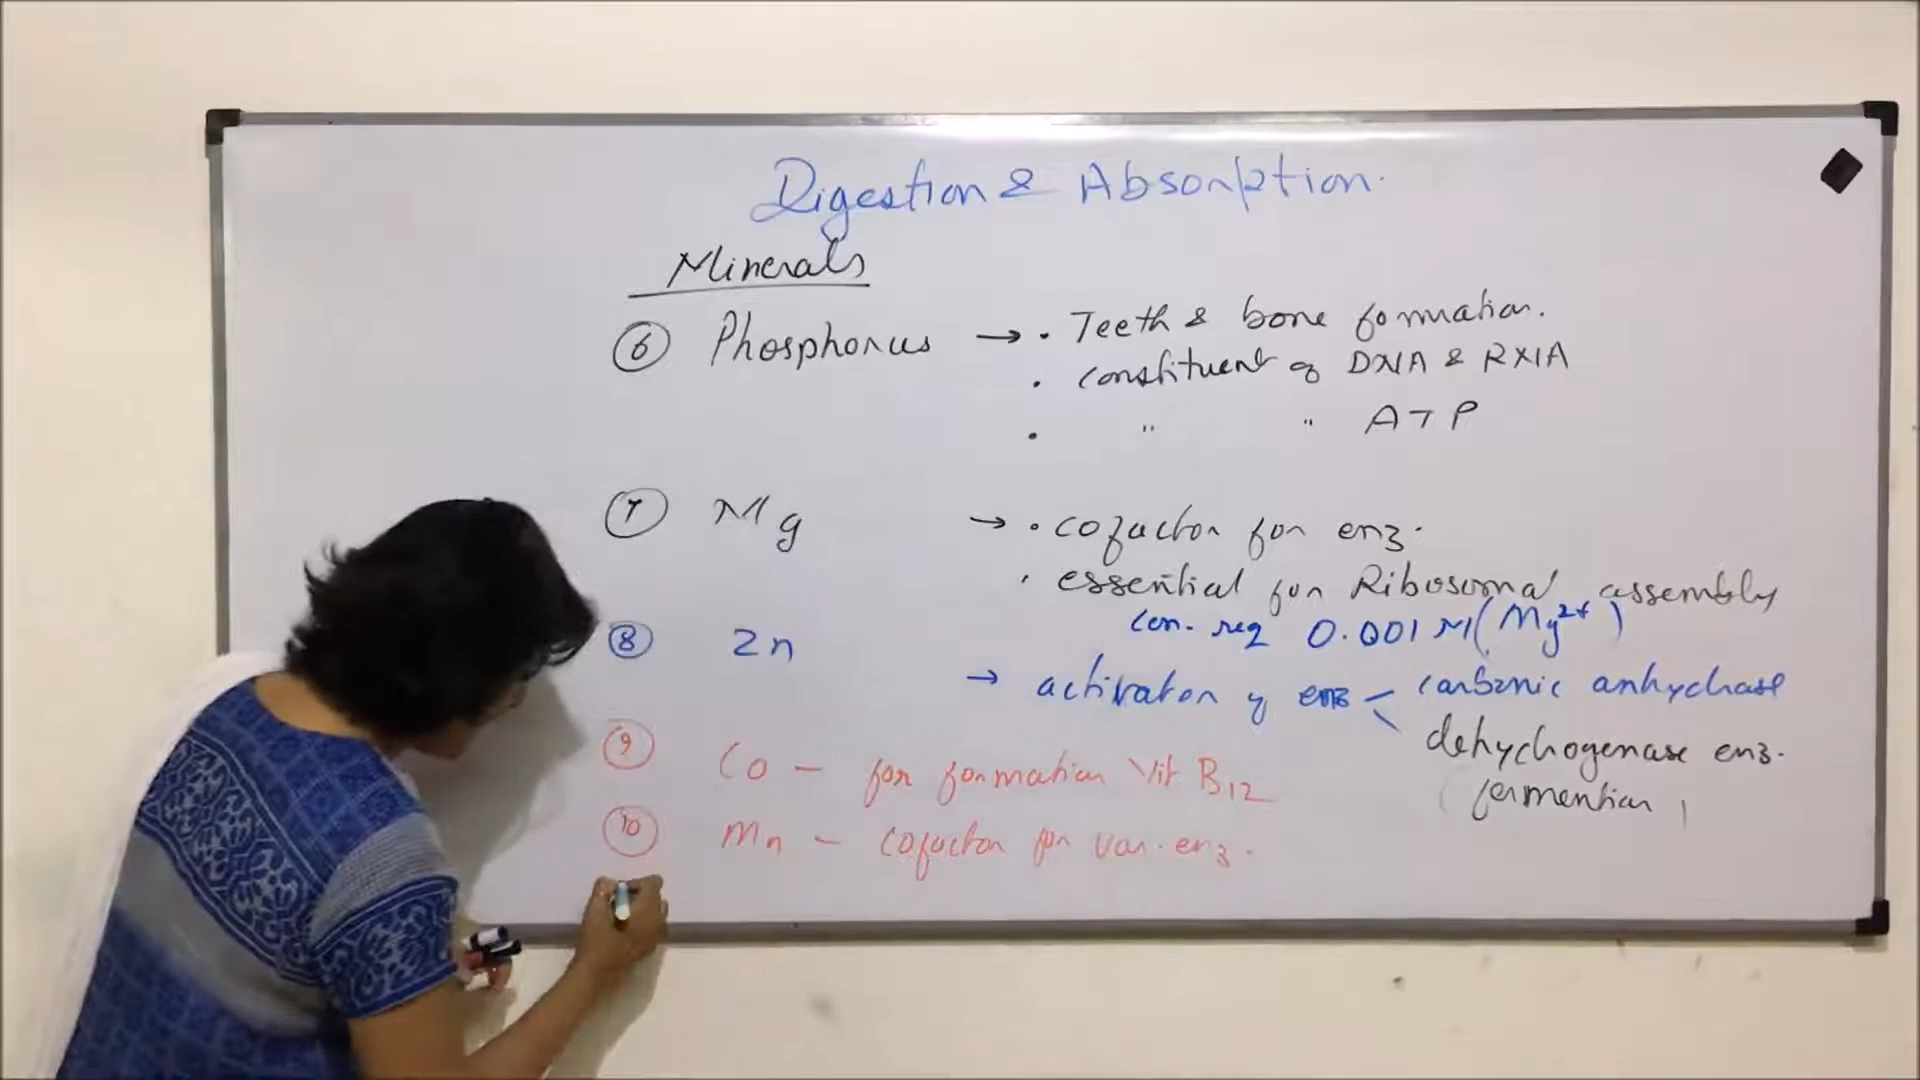 Digestion & Absorption.
Minerals
6 Phosphorus → • Teeth & bone formation.
• constituent of DNA & RNA
• " " ATP
7 Mg → • cofactor for enz.
• essential for Ribosomal assembly
con. req 0.001 M (Mg2+)
8 Zn
→ activator of enz – carbonic anhydrase
dehydrogenase enz.
9 Co – for formation Vit B12
(fermention)
10 Mn – cofactor for var. enz.